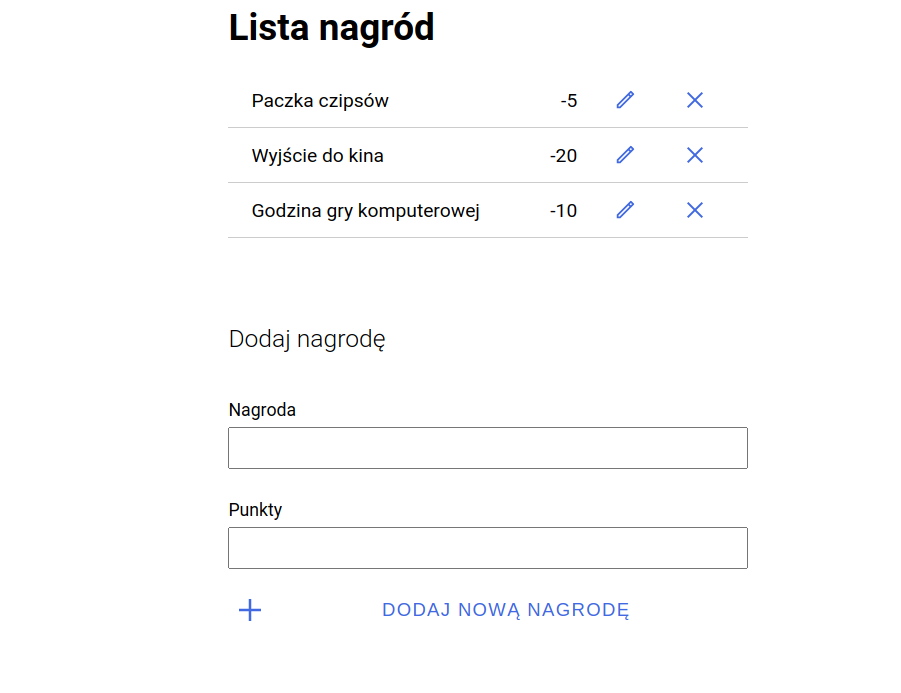 Lista nagród
Paczka czipsów -5
Wyjście do kina -20
Godzina gry komputerowej -10
Dodaj nagrodę
Nagroda
Punkty
DODAJ NOWĄ NAGRODĘ